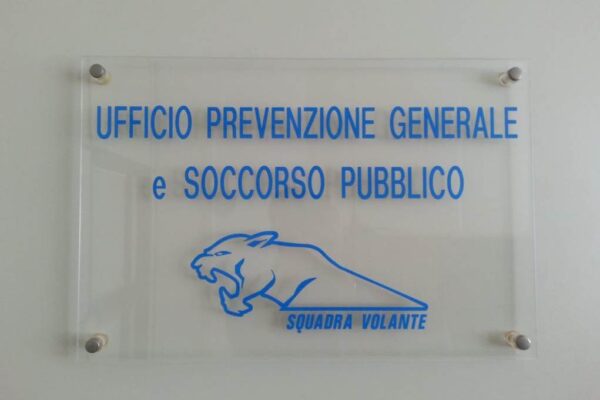 UFFICIO PREVENZIONE GENERALE
e SOCCORSO PUBBLICO
SQUADRA VOLANTE